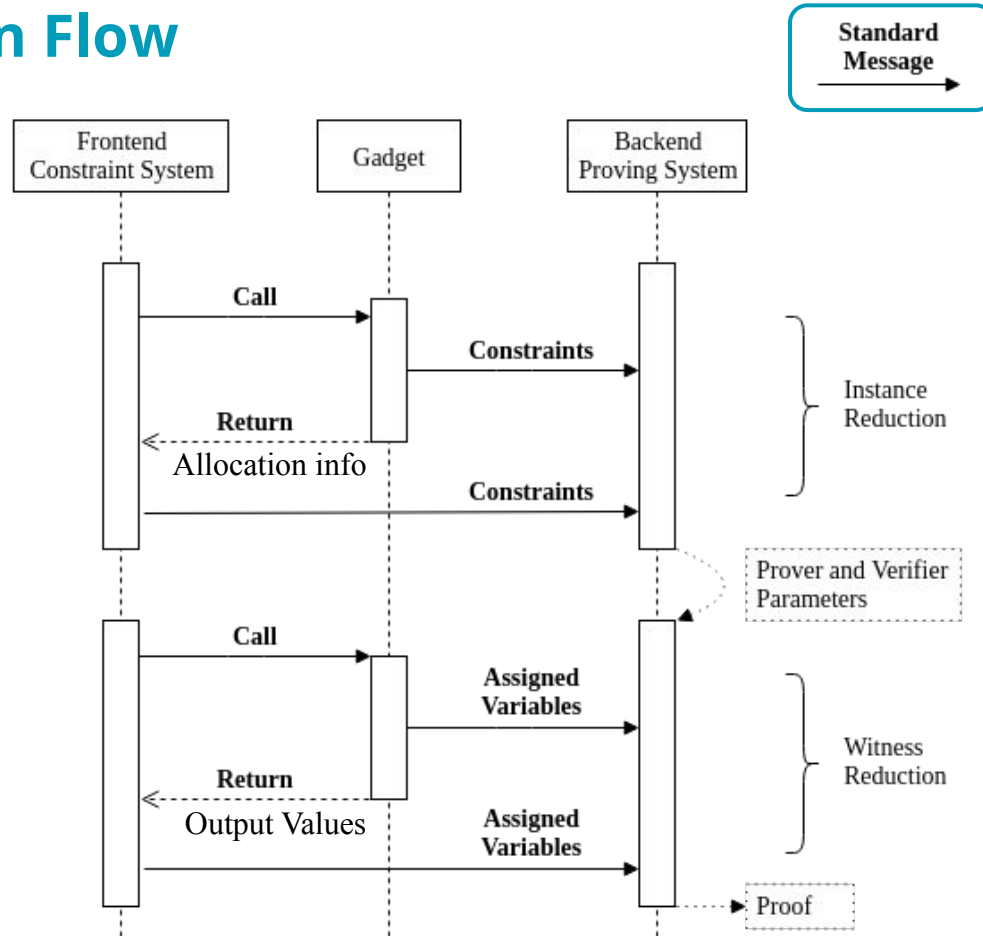 n Flow
Standard
Message
Frontend
Constraint System
Gadget
Backend
Proving System
Call
Constraints
Instance
Reduction
Return
Allocation info
Constraints
Prover and Verifier
Parameters
Call
Assigned
Variables
Witness
Reduction
Return
Output Values
Assigned
Variables
Proof